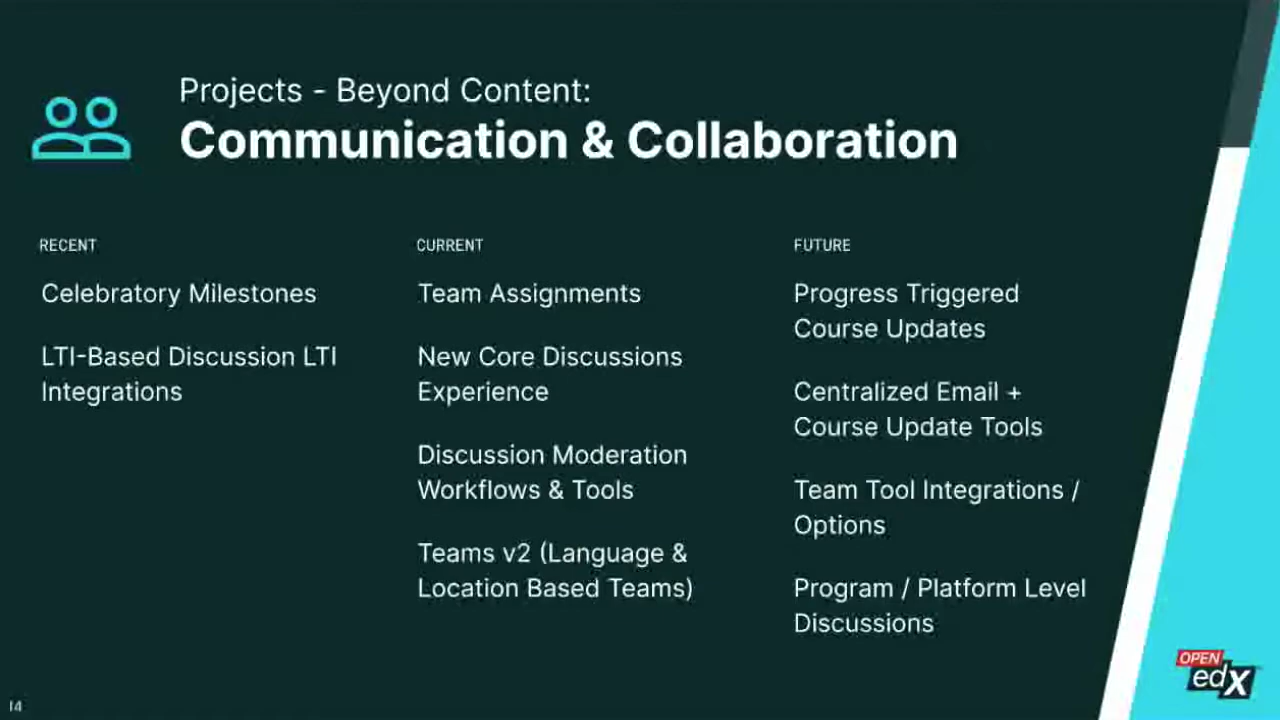 Projects - Beyond Content:
Communication & Collaboration
RECENT
Celebratory Milestones
LTI-Based Discussion LTI
Integrations
CURRENT
Team Assignments
New Core Discussions
Experience
Discussion Moderation
Workflows & Tools
Teams v2 (Language &
Location Based Teams)
FUTURE
Progress Triggered
Course Updates
Centralized Email +
Course Update Tools
Team Tool Integrations /
Options
Program / Platform Level
Discussions
OPEN
edX
14